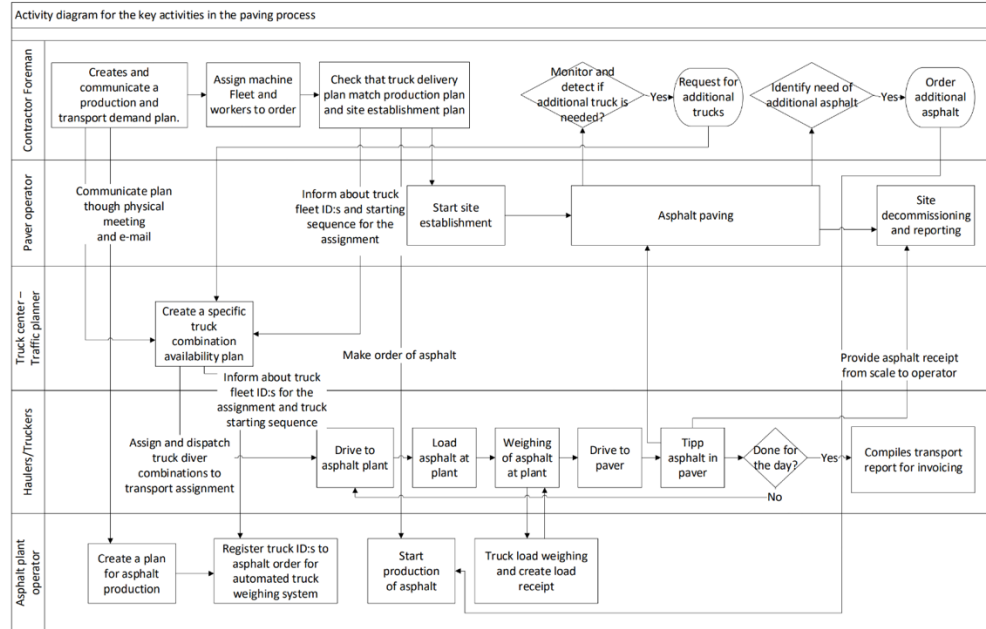 Activity diagram for the key activities in the paving process
Contractor Foreman
Creates and
communicate a
production and
transport demand plan.
Assign machine
Fleet and
workers to order
Check that truck delivery
plan match production plan
and site establishment plan
Monitor and
detect if
additional truck is
needed?
Yes
Request for
additional
trucks
Identify need of
additional asphalt
Yes
Order
additional
asphalt
Paver operator
Communicate plan
though physical
meeting
and e-mail
Inform about truck
fleet ID:s and starting
sequence for the
assignment
Start site
establishment
Asphalt paving
Site
decommissioning
and reporting
Truck center –
Traffic planner
Create a specific
truck
combination
availability plan
Make order of asphalt
Provide asphalt receipt
from scale to operator
Inform about truck
fleet ID:s for the
assignment and truck
starting sequence
Haulers/Truckers
Assign and dispatch
truck diver
combinations to
transport assignment
Drive to
asphalt plant
Load
asphalt at
plant
Weighing
of asphalt
at plant
Drive to
paver
Tipp
asphalt in
paver
Done for
the day?
Yes
No
Compiles transport
report for invoicing
Asphalt plant
operator
Create a plan
for asphalt
production
Register truck ID:s to
asphalt order for
automated truck
weighing system
Start
production
of asphalt
Truck load weighing
and create load
receipt